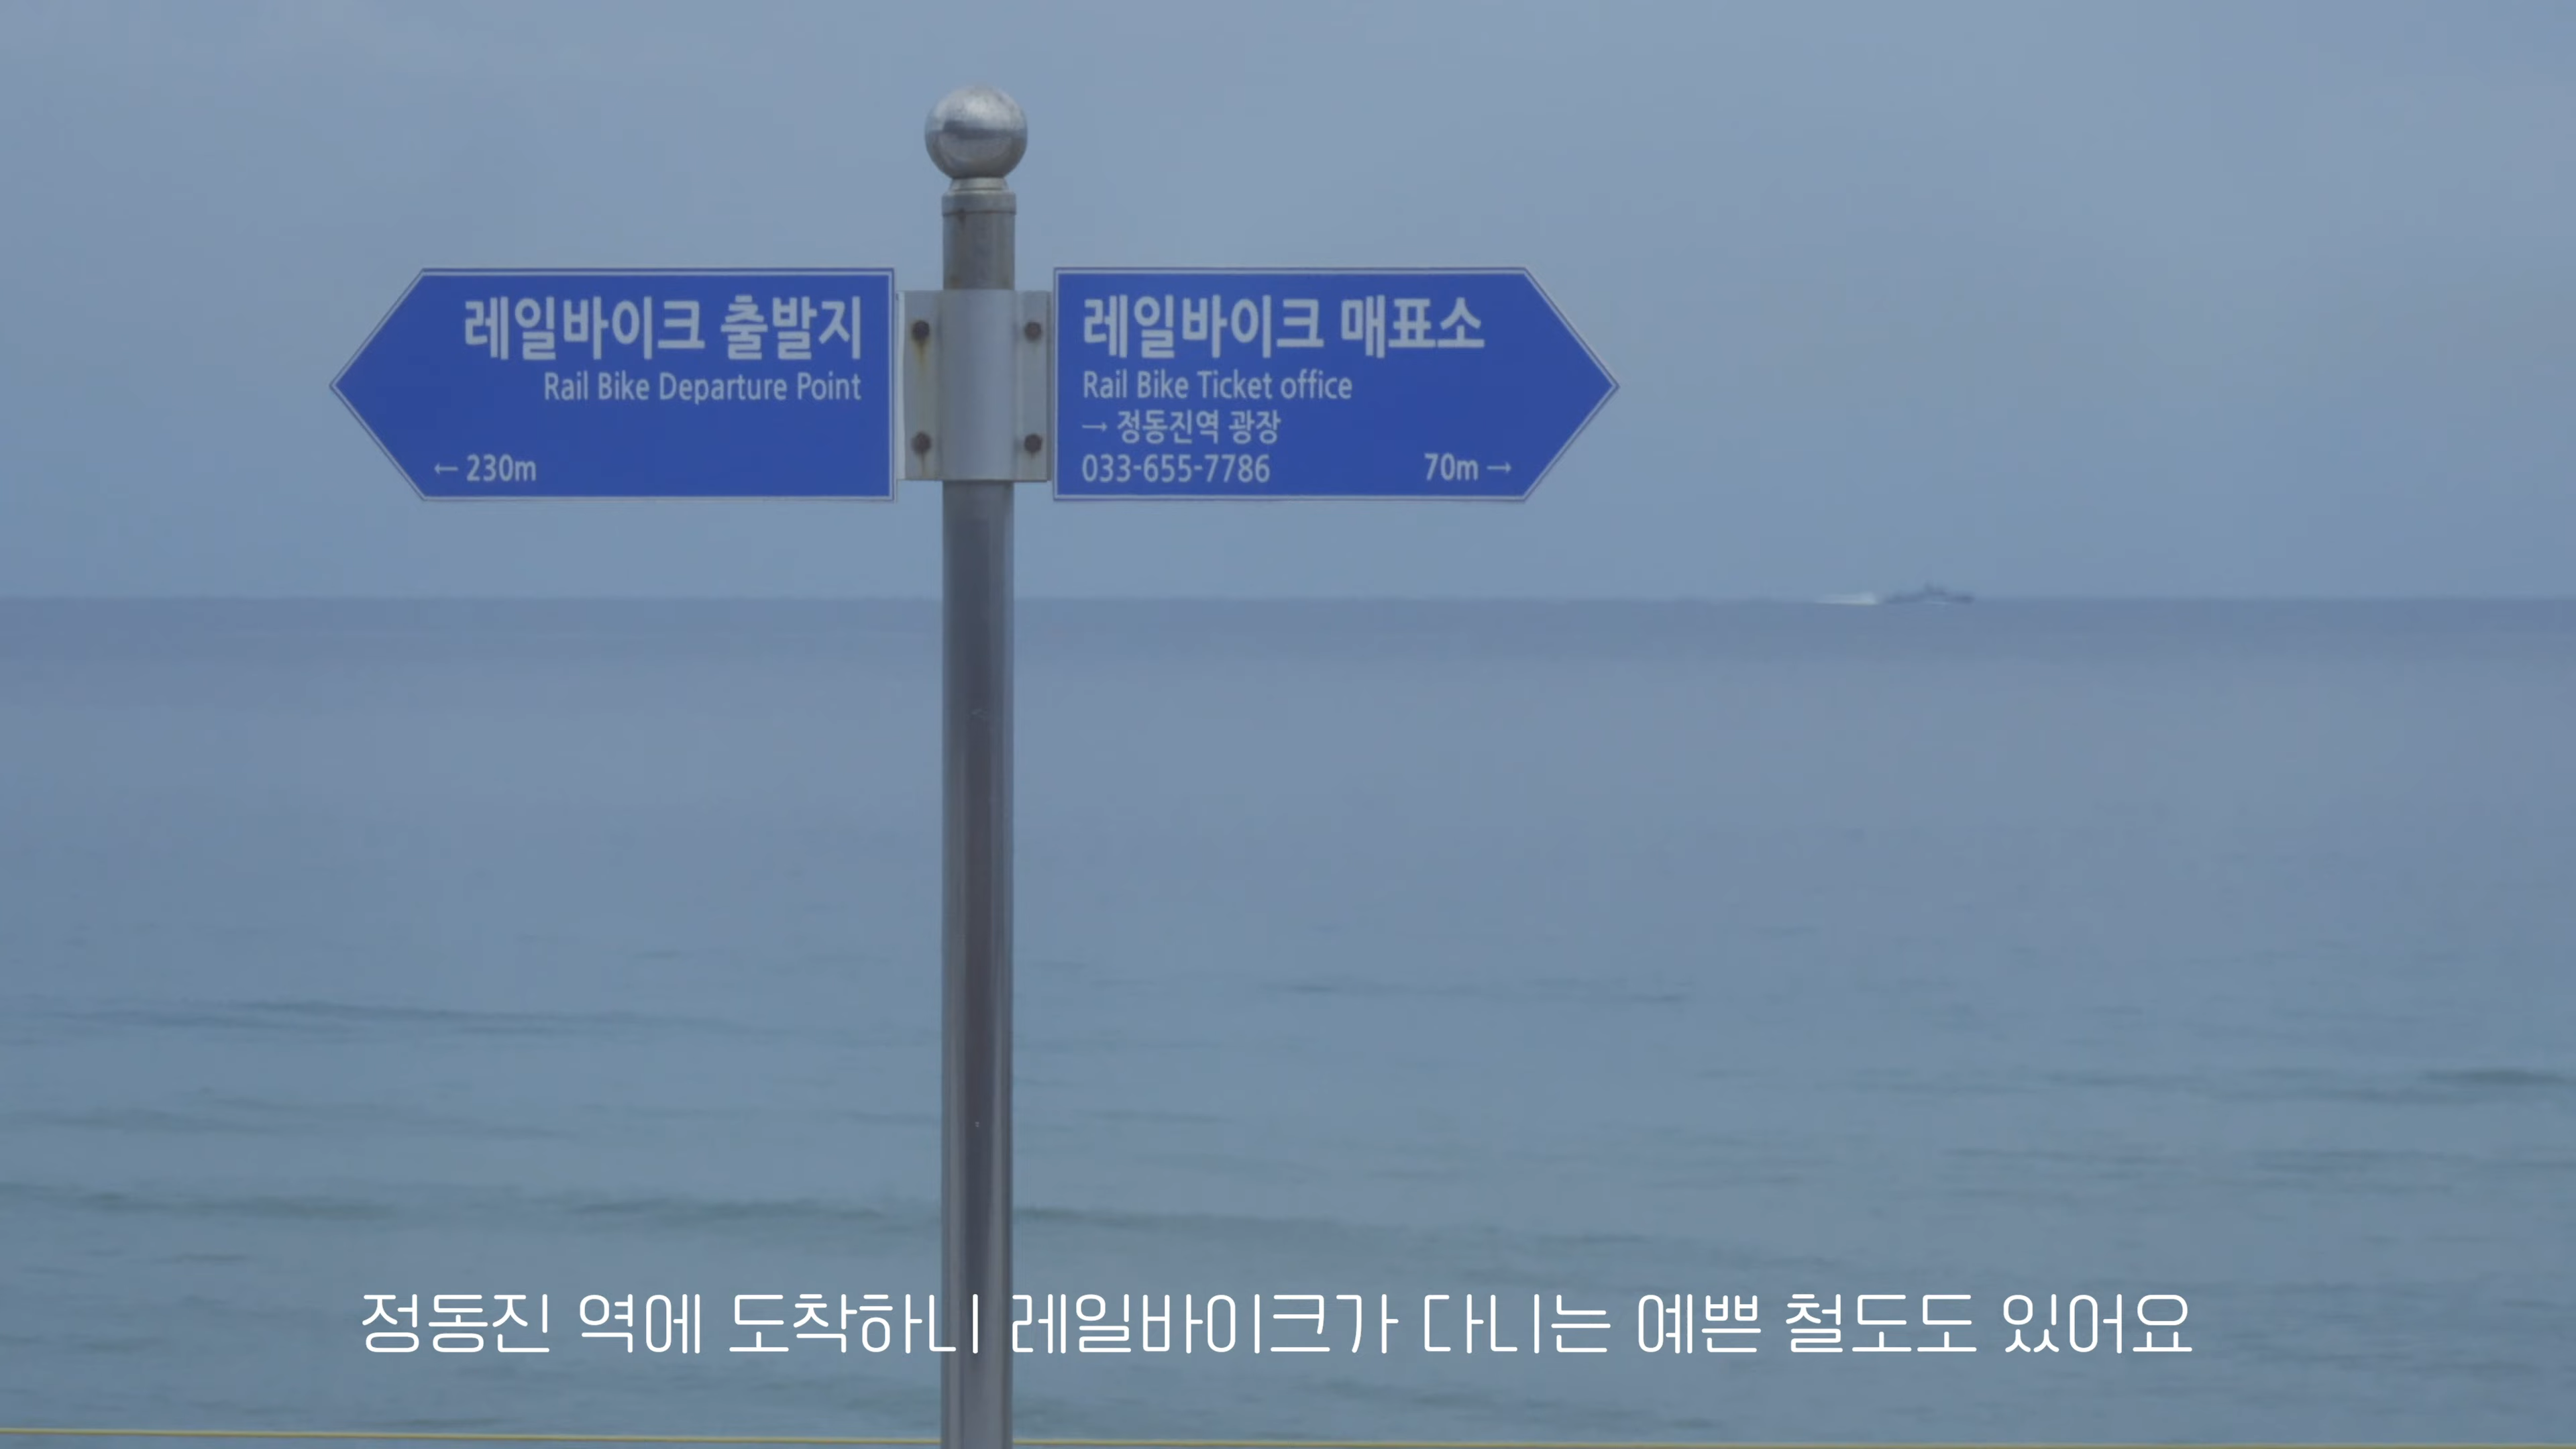 레일바이크 출발지
Rail Bike Departure Point
← 230m
레일바이크 매표소
Rail Bike Ticket office
→ 정동진역 광장
033-655-7786
70m →
정동진 역에 도착하니 레일바이크가 다니는 예쁜 철도도 있어요